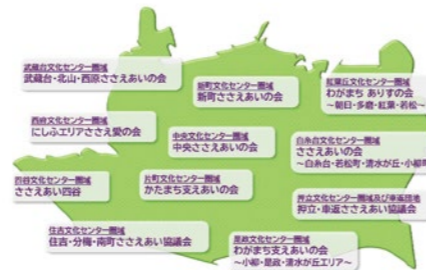 武蔵台文化センター圏域
武蔵台・北山・西原ささえあいの会
紅葉丘文化センター圏域
わがまち ありすの会
～朝日・多磨・紅葉・若松～
新町文化センター圏域
新町ささえあいの会
西府文化センター圏域
にしふエリアささえ愛の会
中央文化センター圏域
中央ささえあいの会
白糸台文化センター圏域
ささえあいの会
～白糸台・若松町・清水が丘・小柳町
四谷文化センター圏域
ささえあい四谷
片町文化センター圏域
かたまち支えあいの会
押立文化センター圏域及び車返団地
押立・車返ささえあい協議会
住吉文化センター圏域
住吉・分梅・南町ささえあい協議会
是政文化センター圏域
わがまち支えあいの会
～小柳・是政・清水が丘エリア～